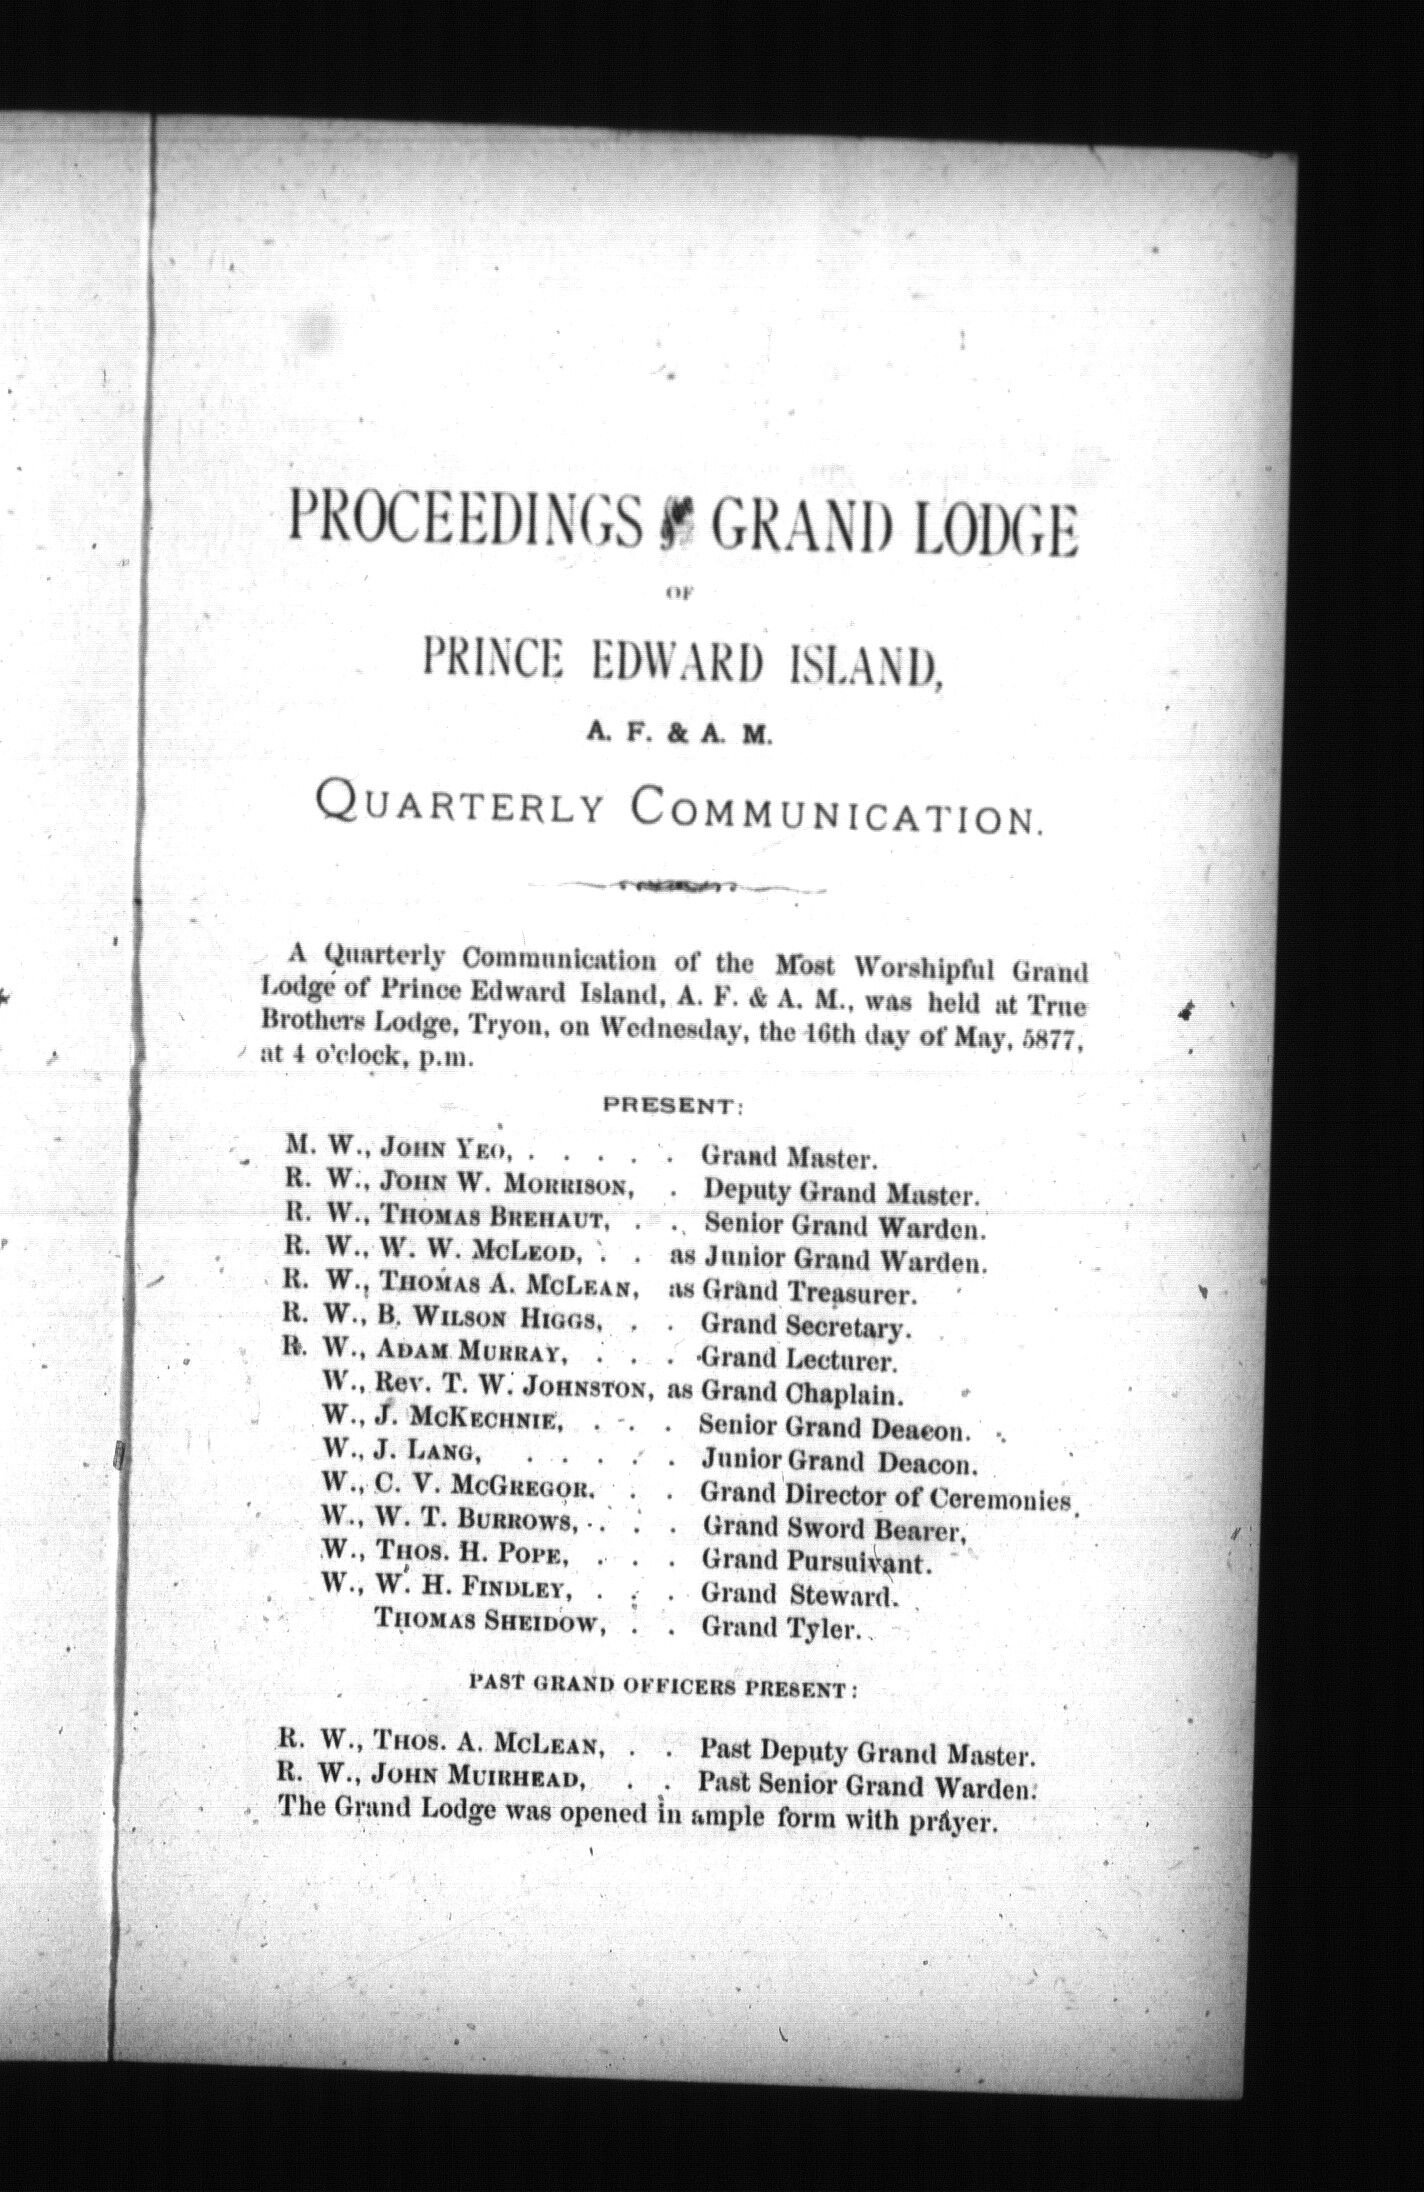 PROCEEDINGS GRAND LODGE
OF
PRINCE EDWARD ISLAND,
A. F. & A. M.
QUARTERLY COMMUNICATION.
A Quarterly Communication of the Most Worshipful Grand
Lodge of Prince Edward Island, A. F. & A. M., was held at True
Brothers Lodge, Tryon, on Wednesday, the 16th day of May, 5877,
at 4 o'clock, p.m.
PRESENT:
M. W., JOHN YEO, . . . . . Grand Master.
R. W., JOHN W. MORRISON, . Deputy Grand Master.
R. W., THOMAS BREHAUT, . . Senior Grand Warden.
R. W., W. W. MCLEOD, . . as Junior Grand Warden.
R. W., THOMAS A. MCLEAN, as Grand Treasurer.
R. W., B. WILSON HIGGS, . . Grand Secretary.
R. W., ADAM MURRAY, . . . Grand Lecturer.
W., Rev. T. W. JOHNSTON, as Grand Chaplain.
W., J. MCKECHNIE, . . . Senior Grand Deacon.
W., J. LANG, . . . . . Junior Grand Deacon.
W., C. V. MCGREGOR. . . Grand Director of Ceremonies.
W., W. T. BURROWS, . . . Grand Sword Bearer,
W., THOS. H. POPE, . . . Grand Pursuivant.
W., W. H. FINDLEY, . . . Grand Steward.
THOMAS SHEIDOW, . . Grand Tyler.
PAST GRAND OFFICERS PRESENT:
R. W., THOS. A. MCLEAN, . . Past Deputy Grand Master.
R. W., JOHN MUIRHEAD, . . Past Senior Grand Warden.
The Grand Lodge was opened in ample form with prayer.